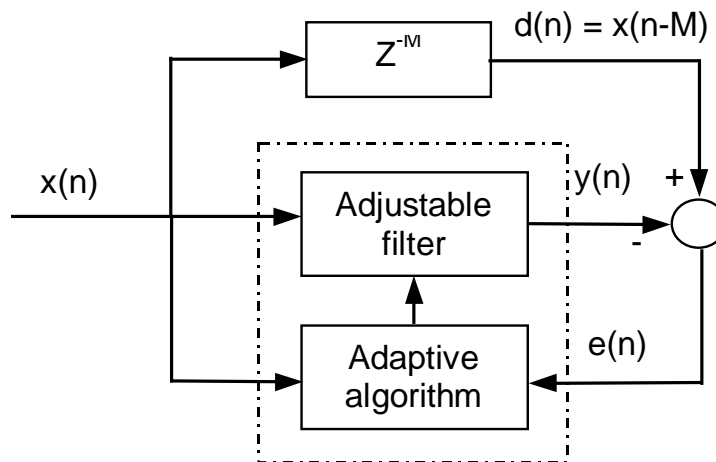 d(n) = x(n-M)
Z-M
x(n)
y(n)
+
Adjustable
filter
-
Adaptive
algorithm
e(n)